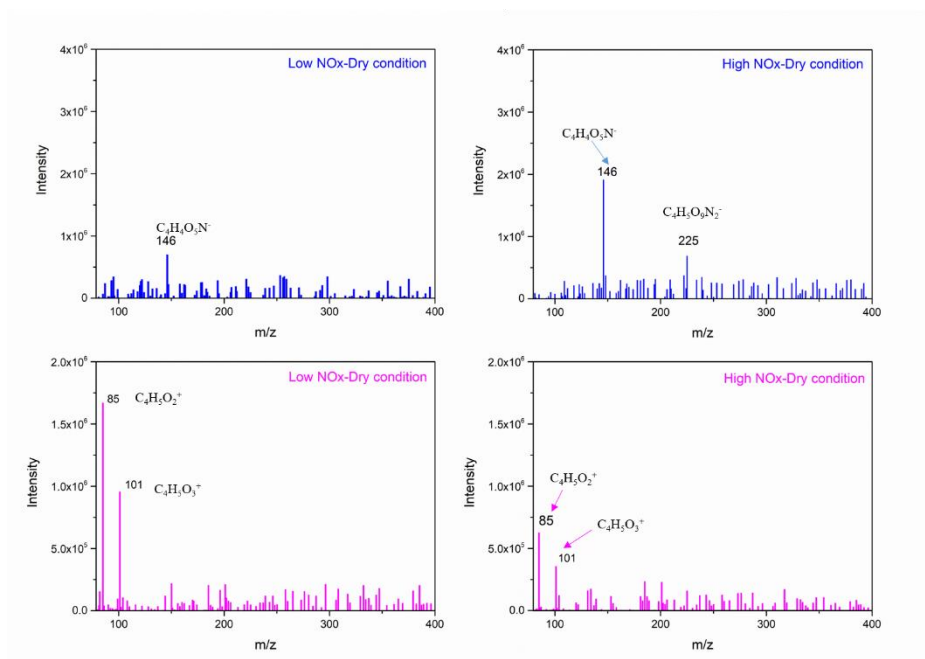 Low NOx-Dry condition
4x10⁶
3x10⁶
2x10⁶
1x10⁶
0
Intensity
C₄H₄O₅N⁻
146
100 200 300 400
m/z
High NOx-Dry condition
4x10⁶
3x10⁶
2x10⁶
1x10⁶
0
Intensity
C₄H₄O₅N⁻
146
C₄H₅O₉N₂⁻
225
100 200 300 400
m/z
Low NOx-Dry condition
2.0x10⁶
1.5x10⁶
1.0x10⁶
5.0x10⁵
0.0
Intensity
85 C₄H₅O₂⁺
101 C₄H₅O₃⁺
100 200 300 400
m/z
High NOx-Dry condition
2.0x10⁶
1.5x10⁶
1.0x10⁶
5.0x10⁵
0.0
Intensity
C₄H₅O₂⁺
85
C₄H₅O₃⁺
101
100 200 300 400
m/z